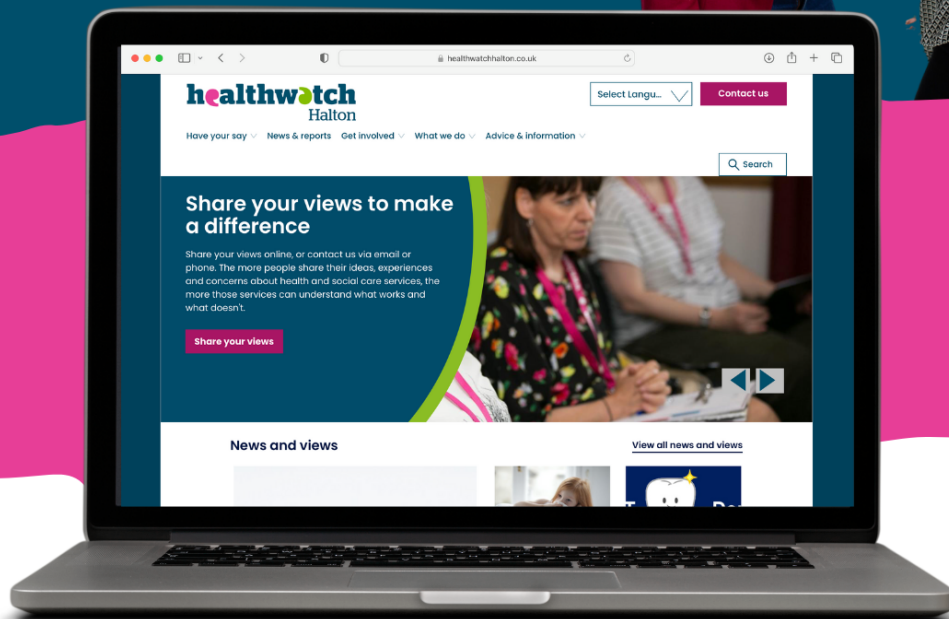 healthwatchhalton.co.uk
healthwatch
Halton
Select Langu...
Contact us
Have your say
News & reports
Get involved
What we do
Advice & information
Search
Share your views to make
a difference
Share your views online, or contact us via email or
phone. The more people share their ideas, experiences
and concerns about health and social care services, the
more those services can understand what works and
what doesn't.
Share your views
News and views
View all news and views